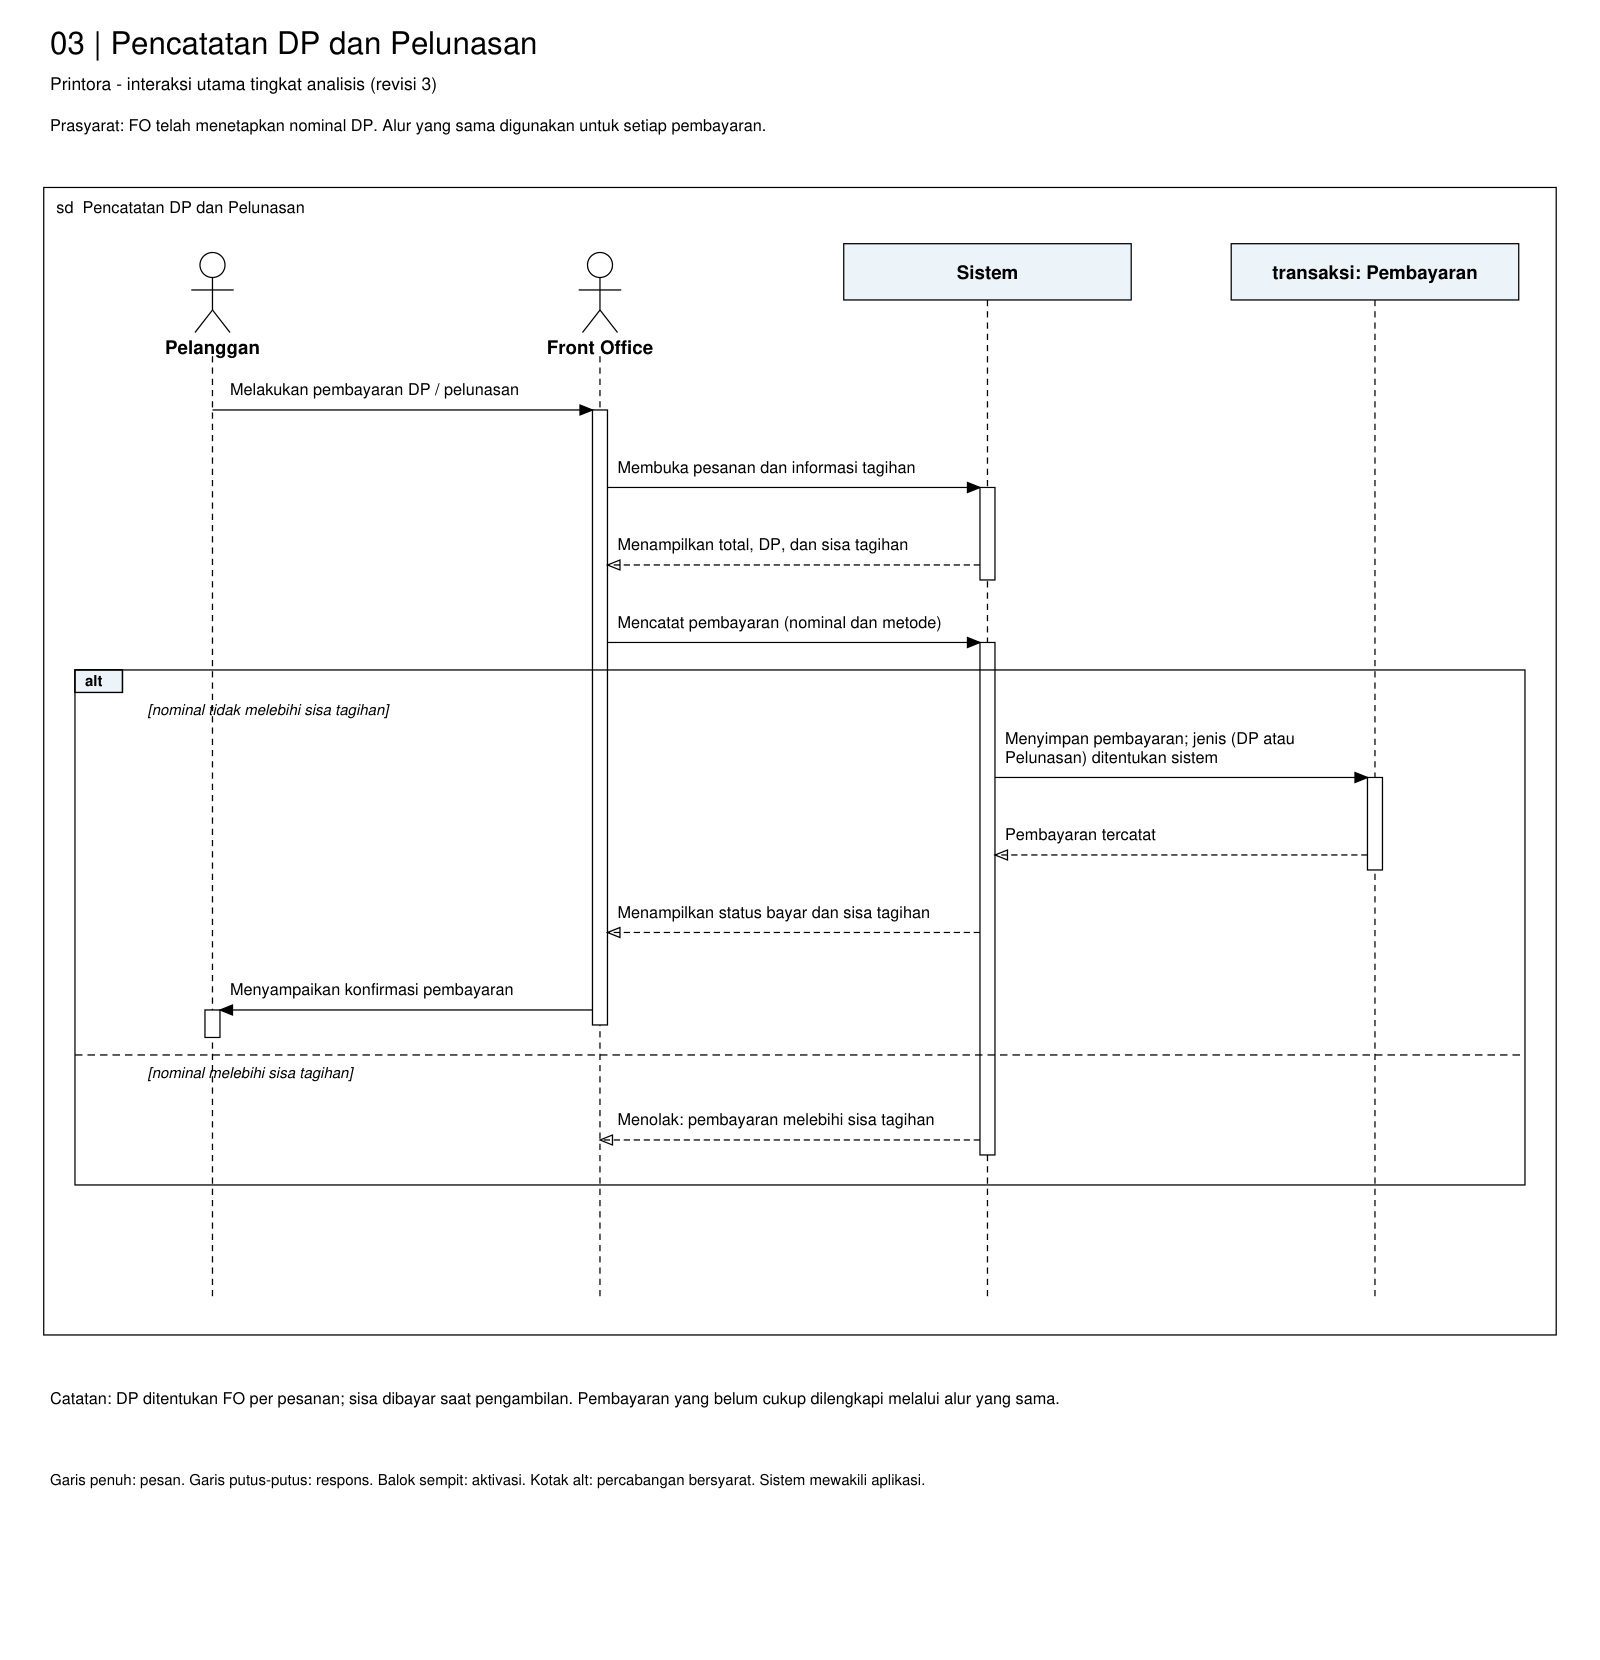 03 | Pencatatan DP dan Pelunasan
Printora - interaksi utama tingkat analisis (revisi 3)
Prasyarat: FO telah menetapkan nominal DP. Alur yang sama digunakan untuk setiap pembayaran.
sd  Pencatatan DP dan Pelunasan
Sistem
transaksi: Pembayaran
Pelanggan
Front Office
Melakukan pembayaran DP / pelunasan
Membuka pesanan dan informasi tagihan
Menampilkan total, DP, dan sisa tagihan
Mencatat pembayaran (nominal dan metode)
alt
[nominal tidak melebihi sisa tagihan]
Menyimpan pembayaran; jenis (DP atau
Pelunasan) ditentukan sistem
Pembayaran tercatat
Menampilkan status bayar dan sisa tagihan
Menyampaikan konfirmasi pembayaran
[nominal melebihi sisa tagihan]
Menolak: pembayaran melebihi sisa tagihan
Catatan: DP ditentukan FO per pesanan; sisa dibayar saat pengambilan. Pembayaran yang belum cukup dilengkapi melalui alur yang sama.
Garis penuh: pesan. Garis putus-putus: respons. Balok sempit: aktivasi. Kotak alt: percabangan bersyarat. Sistem mewakili aplikasi.